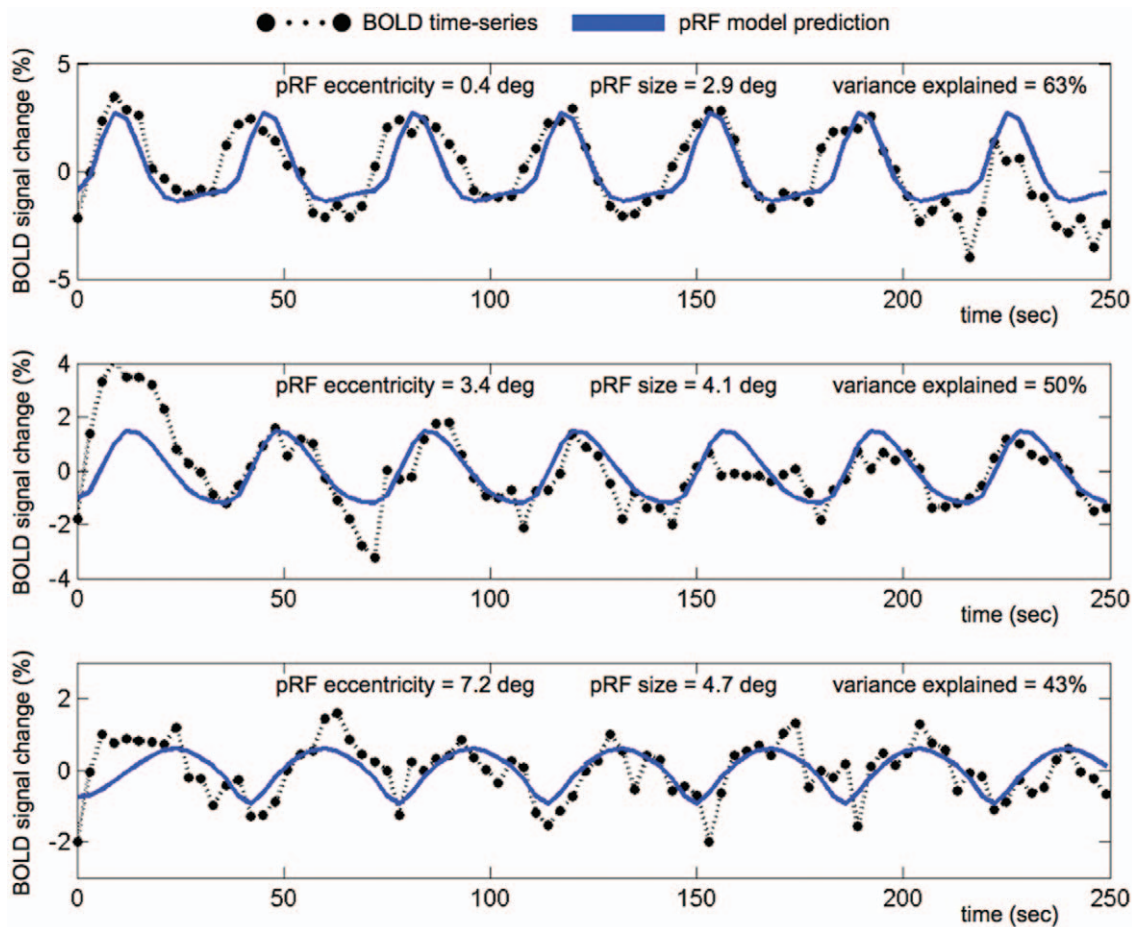 BOLD time-series pRF model prediction
BOLD signal change (%)
pRF eccentricity = 0.4 deg pRF size = 2.9 deg variance explained = 63%
5
0
-5
0 50 100 150 200 250
time (sec)
BOLD signal change (%)
pRF eccentricity = 3.4 deg pRF size = 4.1 deg variance explained = 50%
4
2
0
-2
-4
0 50 100 150 200 250
time (sec)
BOLD signal change (%)
pRF eccentricity = 7.2 deg pRF size = 4.7 deg variance explained = 43%
2
0
-2
0 50 100 150 200 250
time (sec)